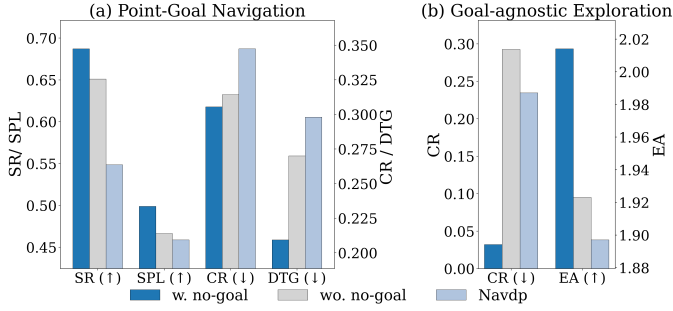 (a) Point-Goal Navigation
(b) Goal-agnostic Exploration
0.70
0.65
0.60
0.55
0.50
0.45
SR/ SPL
0.350
0.325
0.300
0.275
0.250
0.225
0.200
CR / DTG
SR (↑)
SPL (↑)
CR (↓)
DTG (↓)
0.30
0.25
0.20
0.15
0.10
0.05
0.00
CR
2.02
2.00
1.98
1.96
1.94
1.92
1.90
1.88
EA
CR (↓)
EA (↑)
w. no-goal
wo. no-goal
Navdp